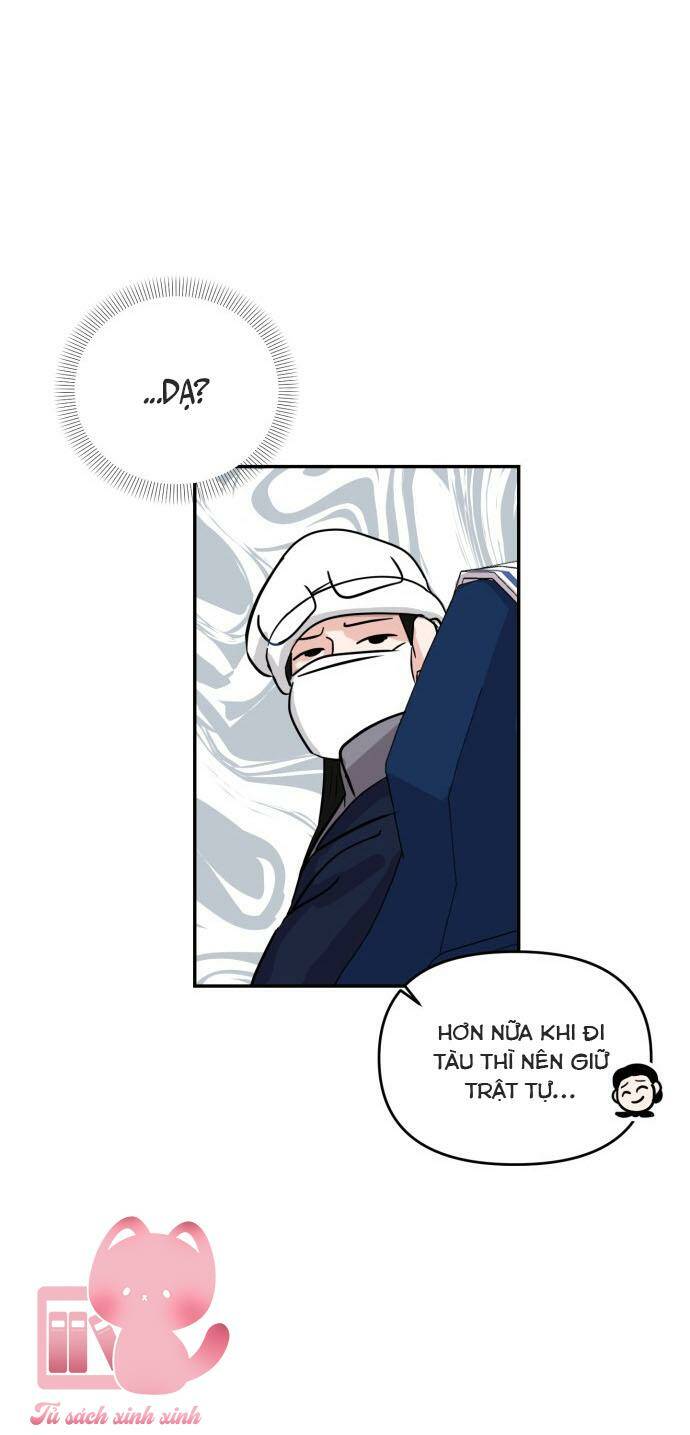 ...DẠ?
HƠN NỮA KHI ĐI
TÀU THÌ NÊN GIỮ
TRẬT TỰ...
Tủ sách xinh xinh